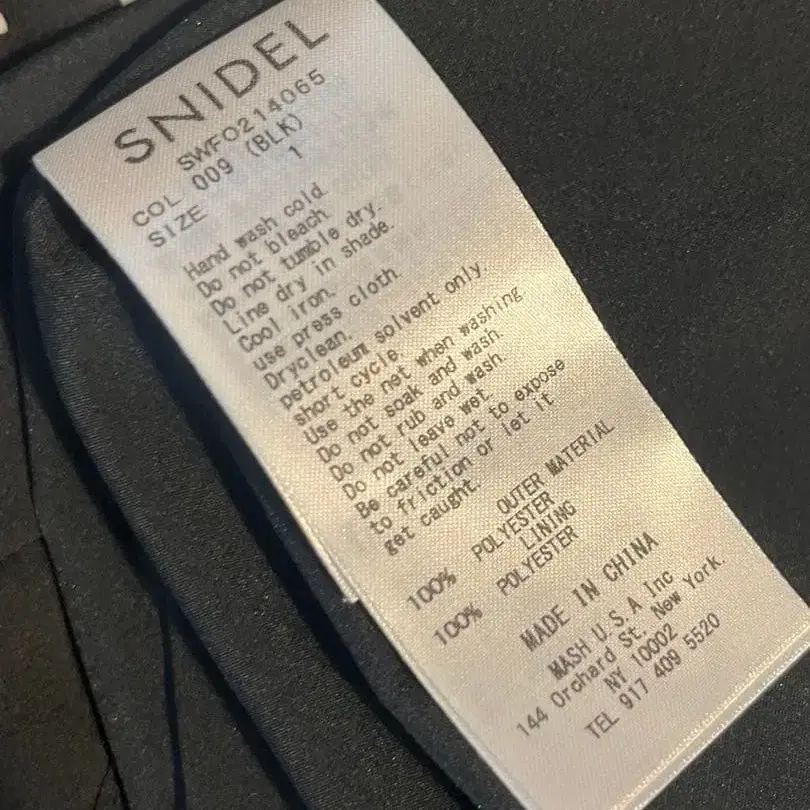 SNIDEL
SWFO214065
COL 009 (BLK)
SIZE 1
Hand wash cold.
Do not bleach.
Do not tumble dry.
Line dry in shade.
Cool iron.
use press cloth.
Dryclean.
petroleum solvent only.
short cycle.
Use the net when washing.
Do not soak and wash.
Do not rub and wash.
Do not leave wet.
Be careful not to expose
to friction or let it
get caught.
OUTER MATERIAL
100% POLYESTER
LINING
100% POLYESTER
MADE IN CHINA
MASH U.S.A Inc
144 Orchard St, New York.
NY 10002
TEL 917 409 5520